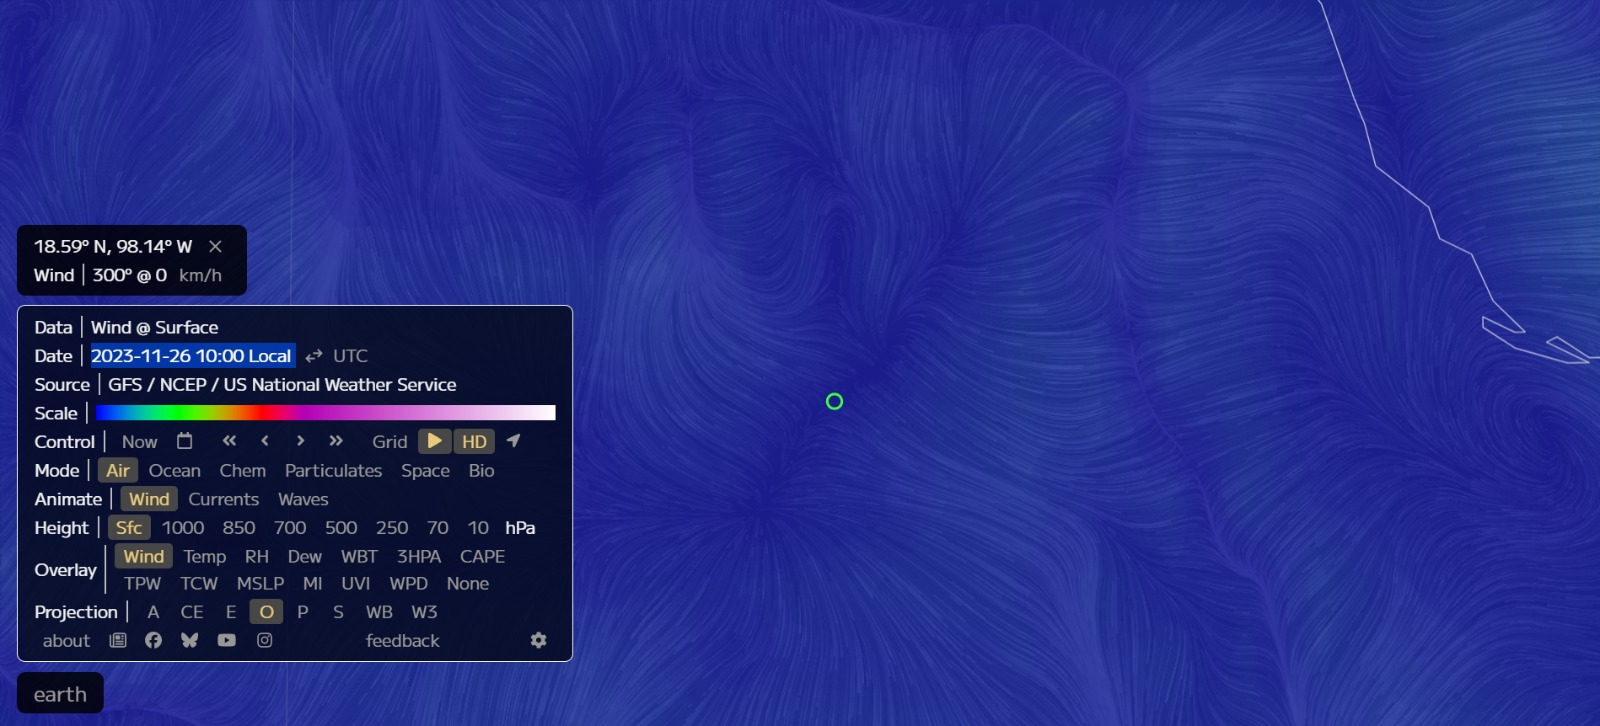 18.59° N, 98.14° W ×
Wind | 300° @ 0 km/h
Data | Wind @ Surface
Date | 2023-11-26 10:00 Local ⇄ UTC
Source | GFS / NCEP / US National Weather Service
Scale |
Control | Now « ‹ › » Grid ▶ HD
Mode | Air Ocean Chem Particulates Space Bio
Animate | Wind Currents Waves
Height | Sfc 1000 850 700 500 250 70 10 hPa
Overlay | Wind Temp RH Dew WBT 3HPA CAPE
TPW TCW MSLP MI UVI WPD None
Projection | A CE E O P S WB W3
about feedback
earth